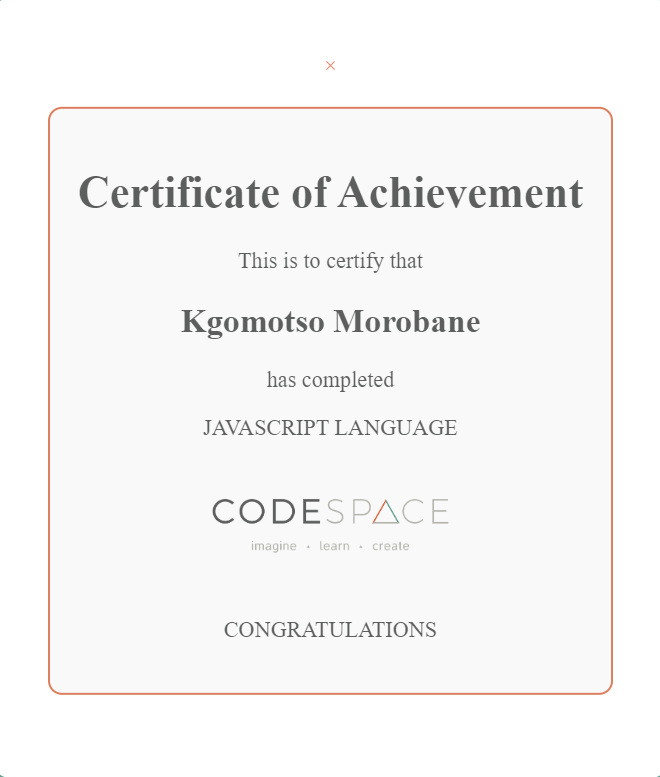 ×
Certificate of Achievement
This is to certify that
Kgomotso Morobane
has completed
JAVASCRIPT LANGUAGE
CODESPACE
imagine · learn · create
CONGRATULATIONS